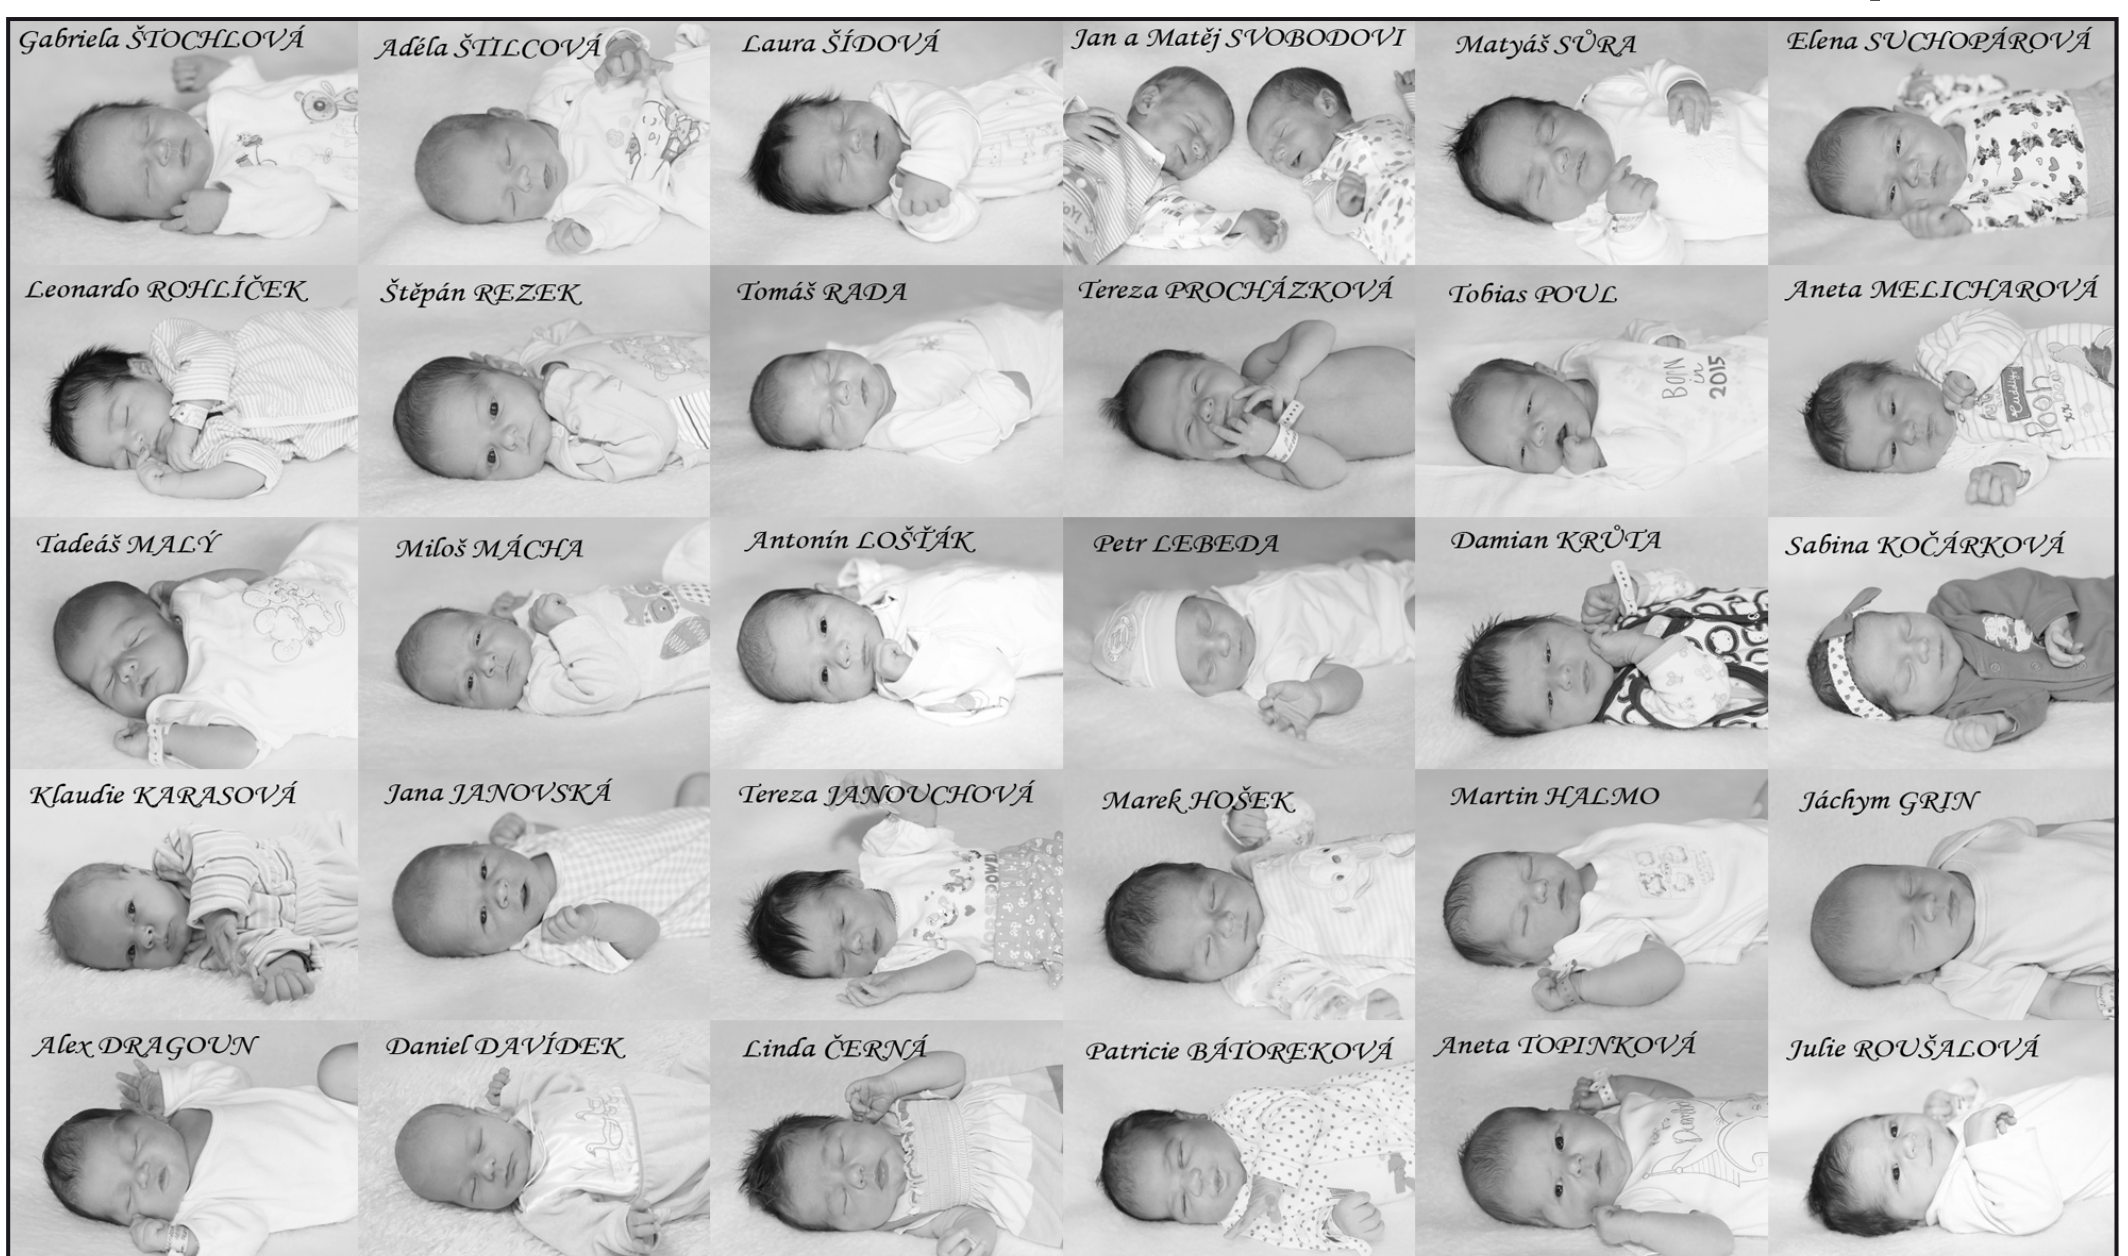 Gabriela ŠTOCHLOVÁ
Adéla ŠTILCOVÁ
Laura ŠÍDOVÁ
Jan a Matěj SVOBODOVI
Matyáš SŮRA
Elena SUCHOPÁROVÁ
Leonardo ROHLÍČEK
Štěpán REZEK
Tomáš RADA
Tereza PROCHÁZKOVÁ
Tobias POUL
BORN
in
2015
Aneta MELICHAROVÁ
Pooh
Tadeáš MALÝ
Miloš MÁCHA
Antonín LOŠŤÁK
Petr LEBEDA
Damian KRŮTA
Sabina KOČÁRKOVÁ
Klaudie KARASOVÁ
Jana JANOVSKÁ
Tereza JANOUCHOVÁ
Marek HOŠEK
Martin HALMO
Jáchym GRIN
Alex DRAGOUN
Daniel DAVÍDEK
Linda ČERNÁ
Patricie BÁTOREKOVÁ
Aneta TOPINKOVÁ
Julie ROUŠALOVÁ